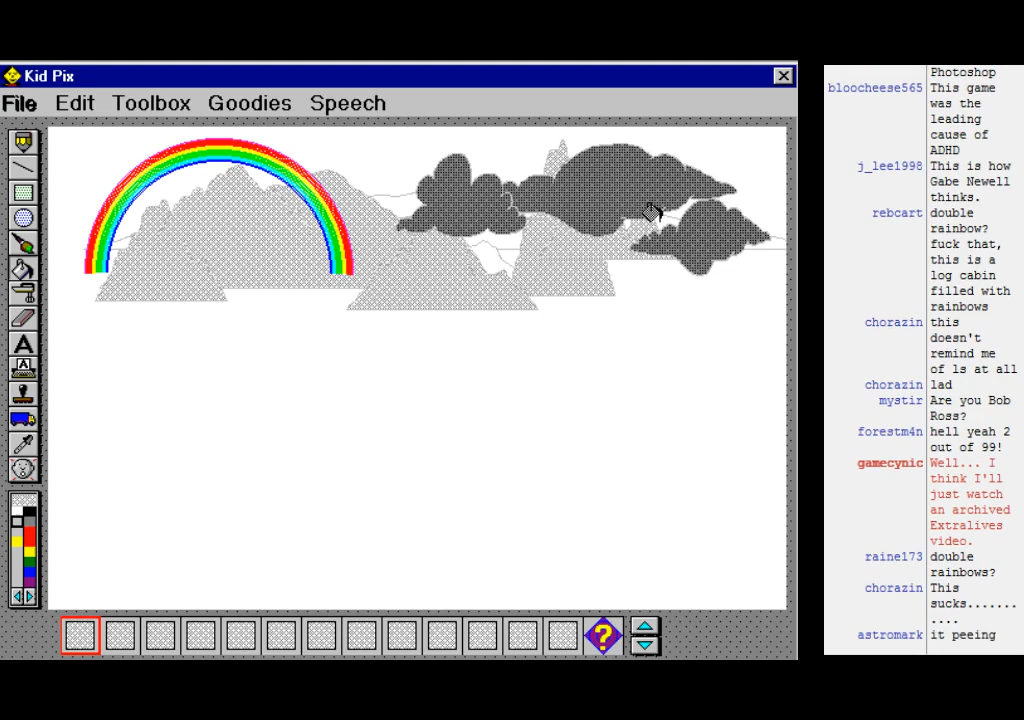 Kid Pix
File Edit Toolbox Goodies Speech
A
A
?
Photoshop
bloocheese565 This game
was the
leading
cause of
ADHD
j_lee1998 This is how
Gabe Newell
thinks.
rebcart double
rainbow?
fuck that,
this is a
log cabin
filled with
rainbows
chorazin this
doesn't
remind me
of ls at all
chorazin lad
mystir Are you Bob
Ross?
forestm4n hell yeah 2
out of 99!
gamecynic Well... I
think I'll
just watch
an archived
Extralives
video.
raine173 double
rainbows?
chorazin This
sucks.......
....
astromark it peeing